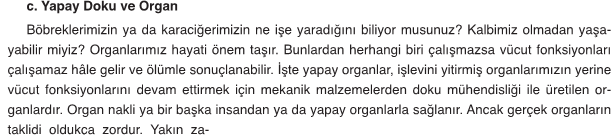 c. Yapay Doku ve Organ
Böbreklerimizin ya da karaciğerimizin ne işe yaradığını biliyor musunuz? Kalbimiz olmadan yaşa-
yabilir miyiz? Organlarımız hayati önem taşır. Bunlardan herhangi biri çalışmazsa vücut fonksiyonları
çalışamaz hâle gelir ve ölümle sonuçlanabilir. İşte yapay organlar, işlevini yitirmiş organlarımızın yerine
vücut fonksiyonlarını devam ettirmek için mekanik malzemelerden doku mühendisliği ile üretilen or-
ganlardır. Organ nakli ya bir başka insandan ya da yapay organlarla sağlanır. Ancak gerçek organların
taklidi oldukça zordur. Yakın za-